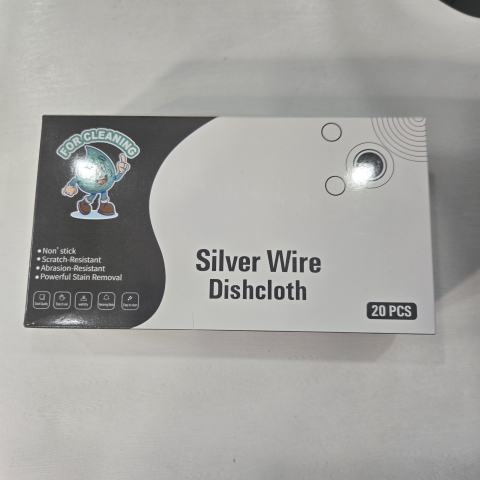 FOR CLEANING
• Non' stick
• Scratch-Resistant
• Abrasion-Resistant
• Powerful Stain Removal
Silver Wire
Dishcloth
20 PCS